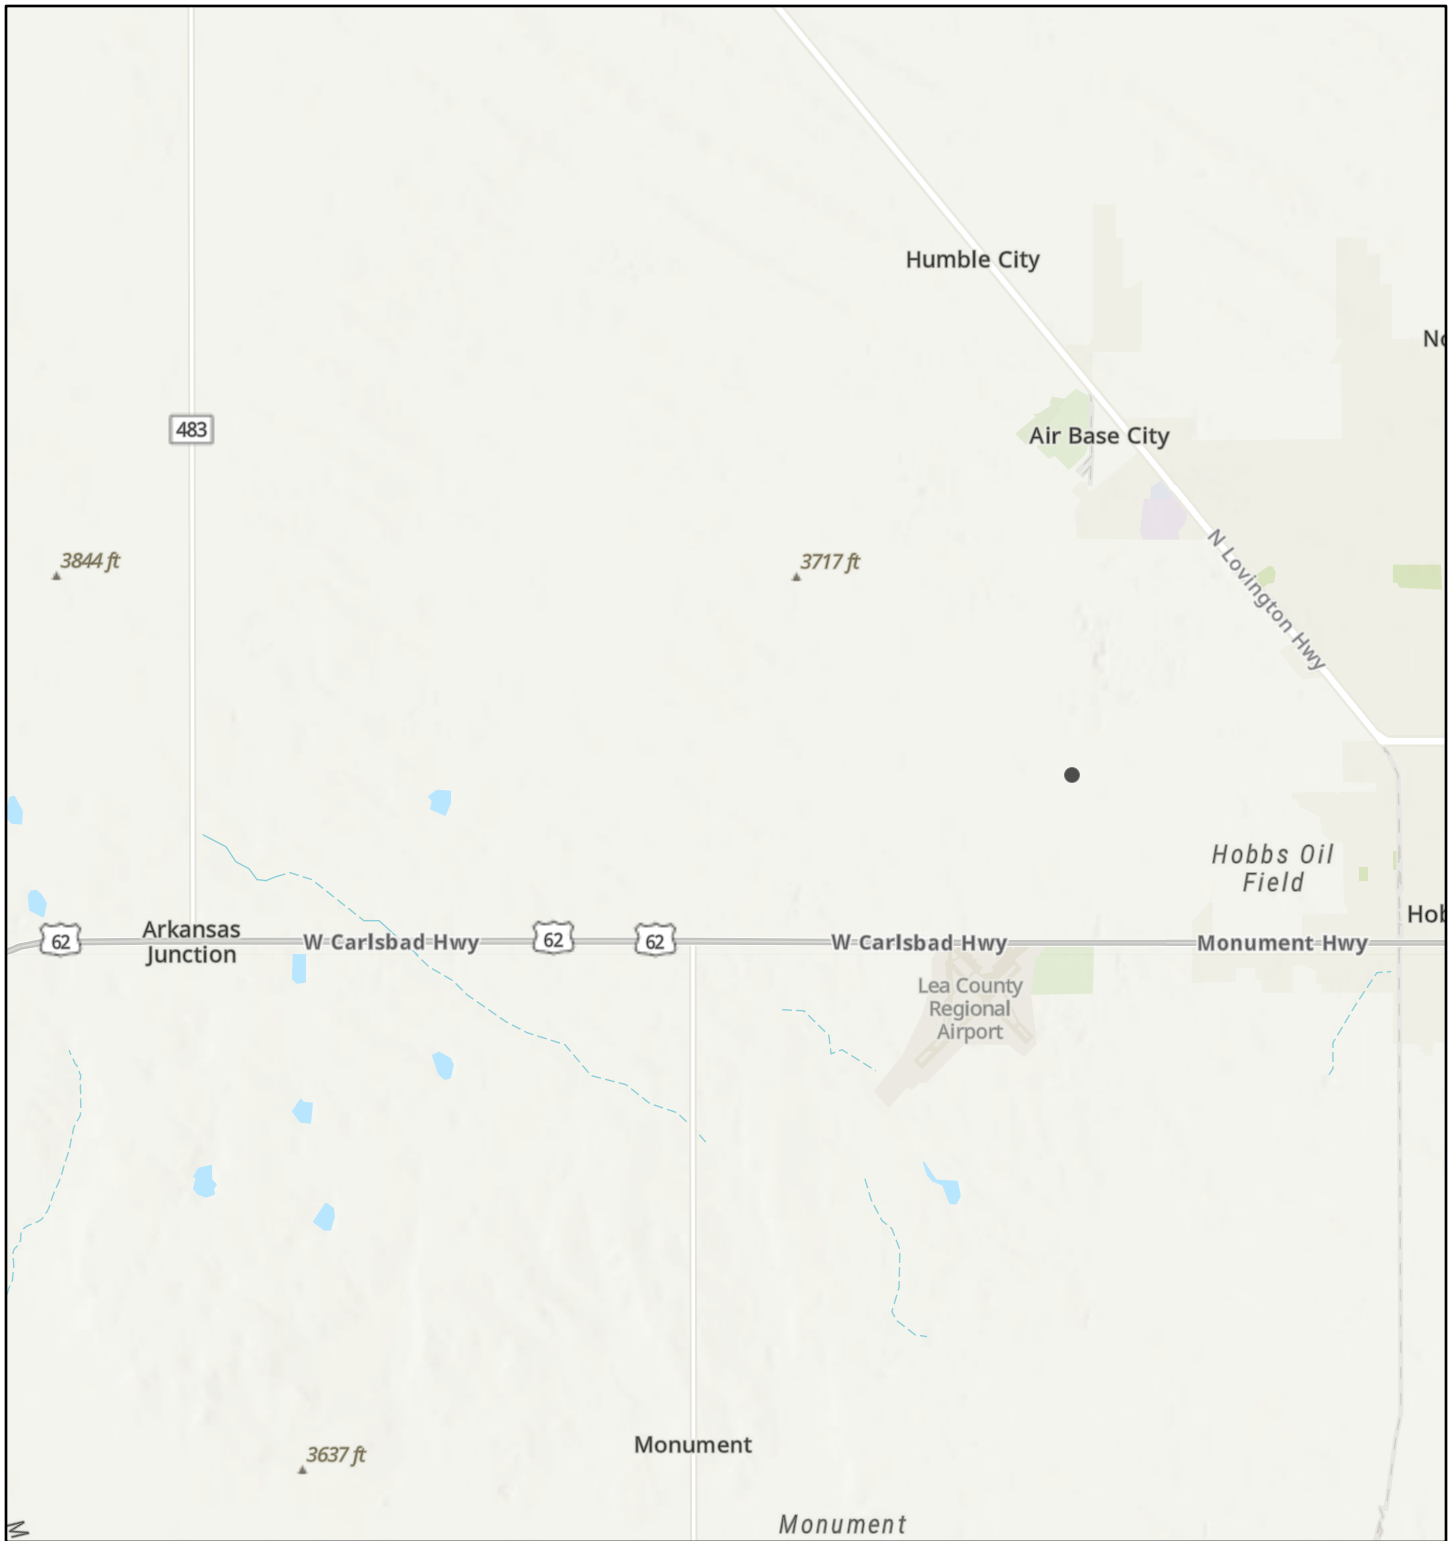 Humble City
No
483
Air Base City
3844 ft
3717 ft
N Lovington Hwy
Hobbs Oil
Field
Hob
Arkansas
Junction
62
W Carlsbad Hwy
62
62
W Carlsbad Hwy
Monument Hwy
Lea County
Regional
Airport
Monument
3637 ft
Monument